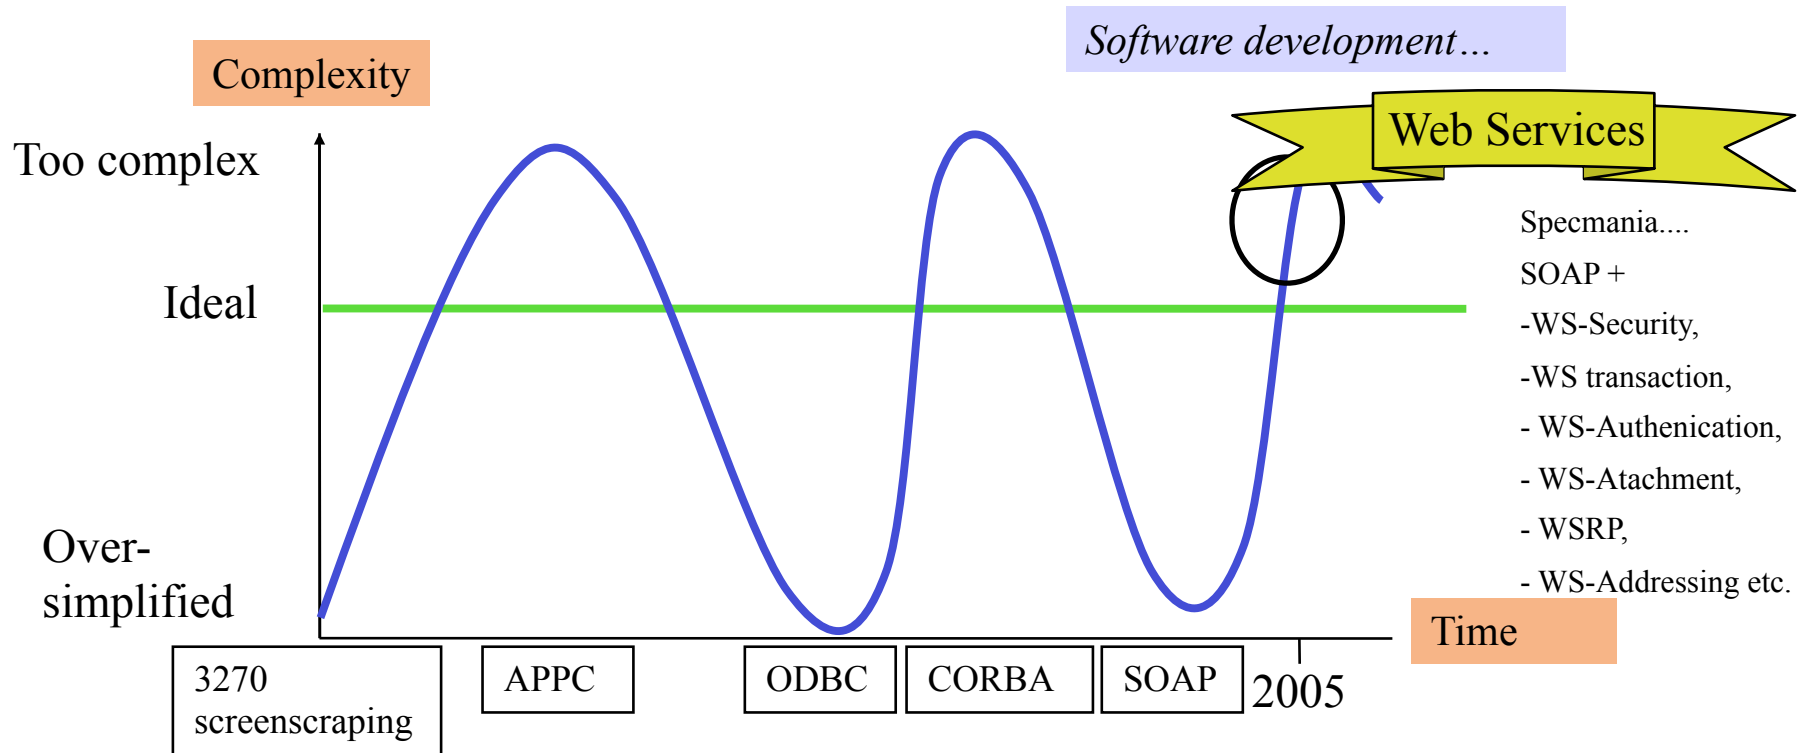 Software development…
Complexity
Web Services
Too complex
Specmania....
SOAP +
Ideal
-WS-Security,
-WS transaction,
- WS-Authenication,
- WS-Atachment,
- WSRP,
- WS-Addressing etc.
Over-
simplified
Time
3270
screenscraping
APPC
ODBC
CORBA
SOAP
2005